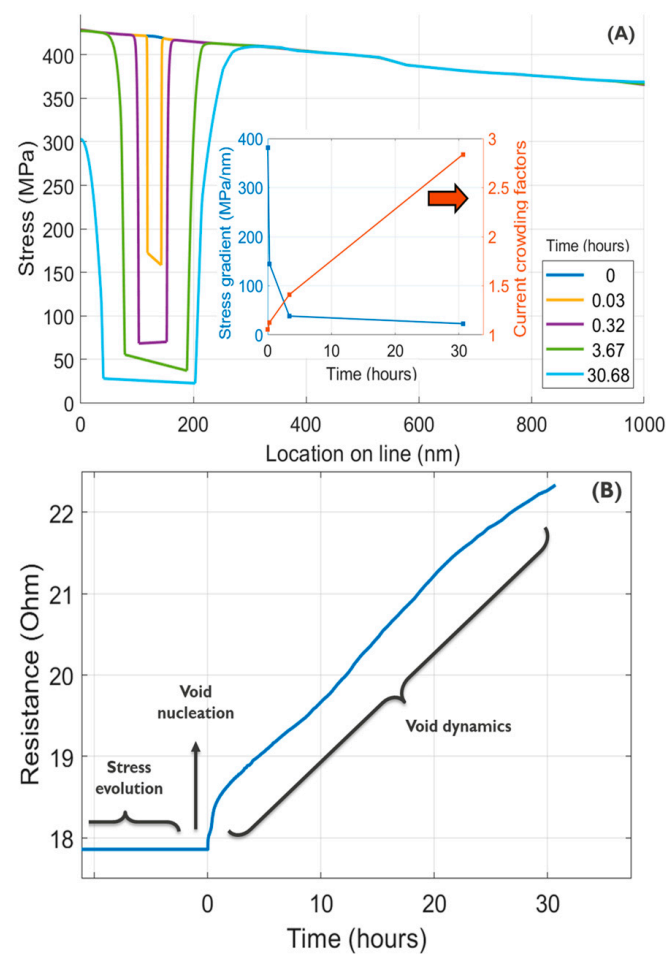 (A)
400
350
300
250
200
150
100
50
0
Stress (MPa)
0
200
400
600
800
1000
Location on line (nm)
400
300
200
100
0
Stress gradient (MPa/nm)
3
2.5
2
1.5
1
Current crowding factors
0
10
20
30
Time (hours)
Time (hours)
0
0.03
0.32
3.67
30.68
(B)
22
21
20
19
18
Resistance (Ohm)
Void
nucleation
Stress
evolution
Void dynamics
0
10
20
30
Time (hours)